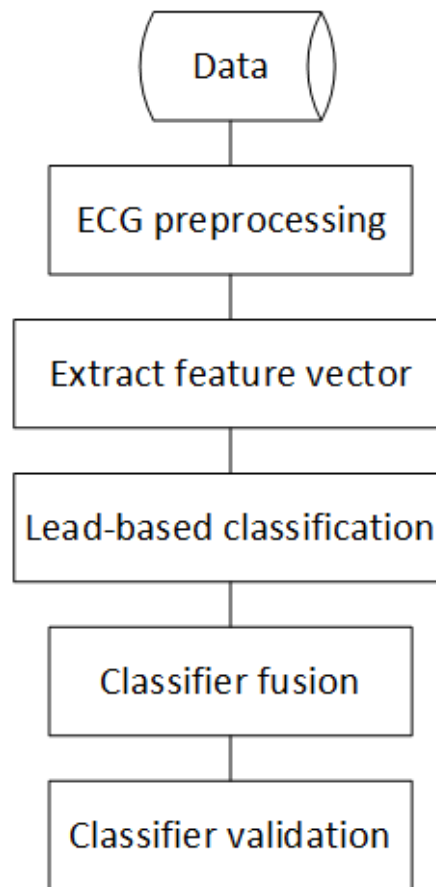 Data
ECG preprocessing
Extract feature vector
Lead-based classification
Classifier fusion
Classifier validation